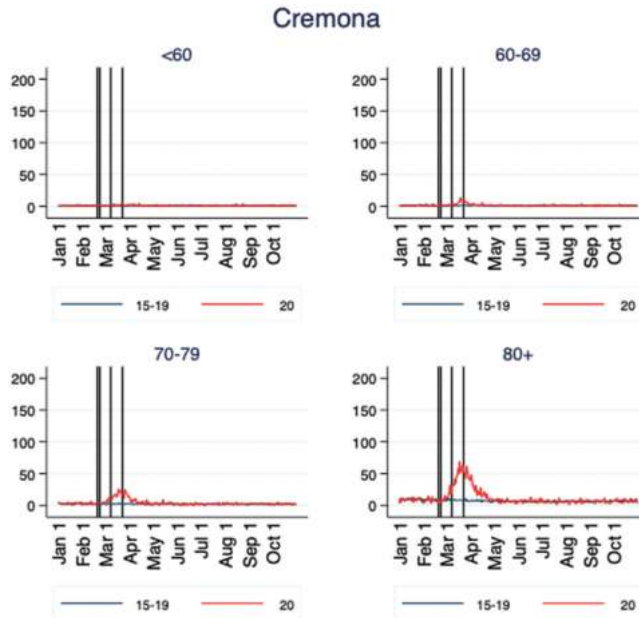 Cremona
<60
200
150
100
50
0
Jan 1
Feb 1
Mar 1
Apr 1
May 1
Jun 1
Jul 1
Aug 1
Sep 1
Oct 1
15-19
20
60-69
200
150
100
50
0
Jan 1
Feb 1
Mar 1
Apr 1
May 1
Jun 1
Jul 1
Aug 1
Sep 1
Oct 1
15-19
20
70-79
200
150
100
50
0
Jan 1
Feb 1
Mar 1
Apr 1
May 1
Jun 1
Jul 1
Aug 1
Sep 1
Oct 1
15-19
20
80+
200
150
100
50
0
Jan 1
Feb 1
Mar 1
Apr 1
May 1
Jun 1
Jul 1
Aug 1
Sep 1
Oct 1
15-19
20